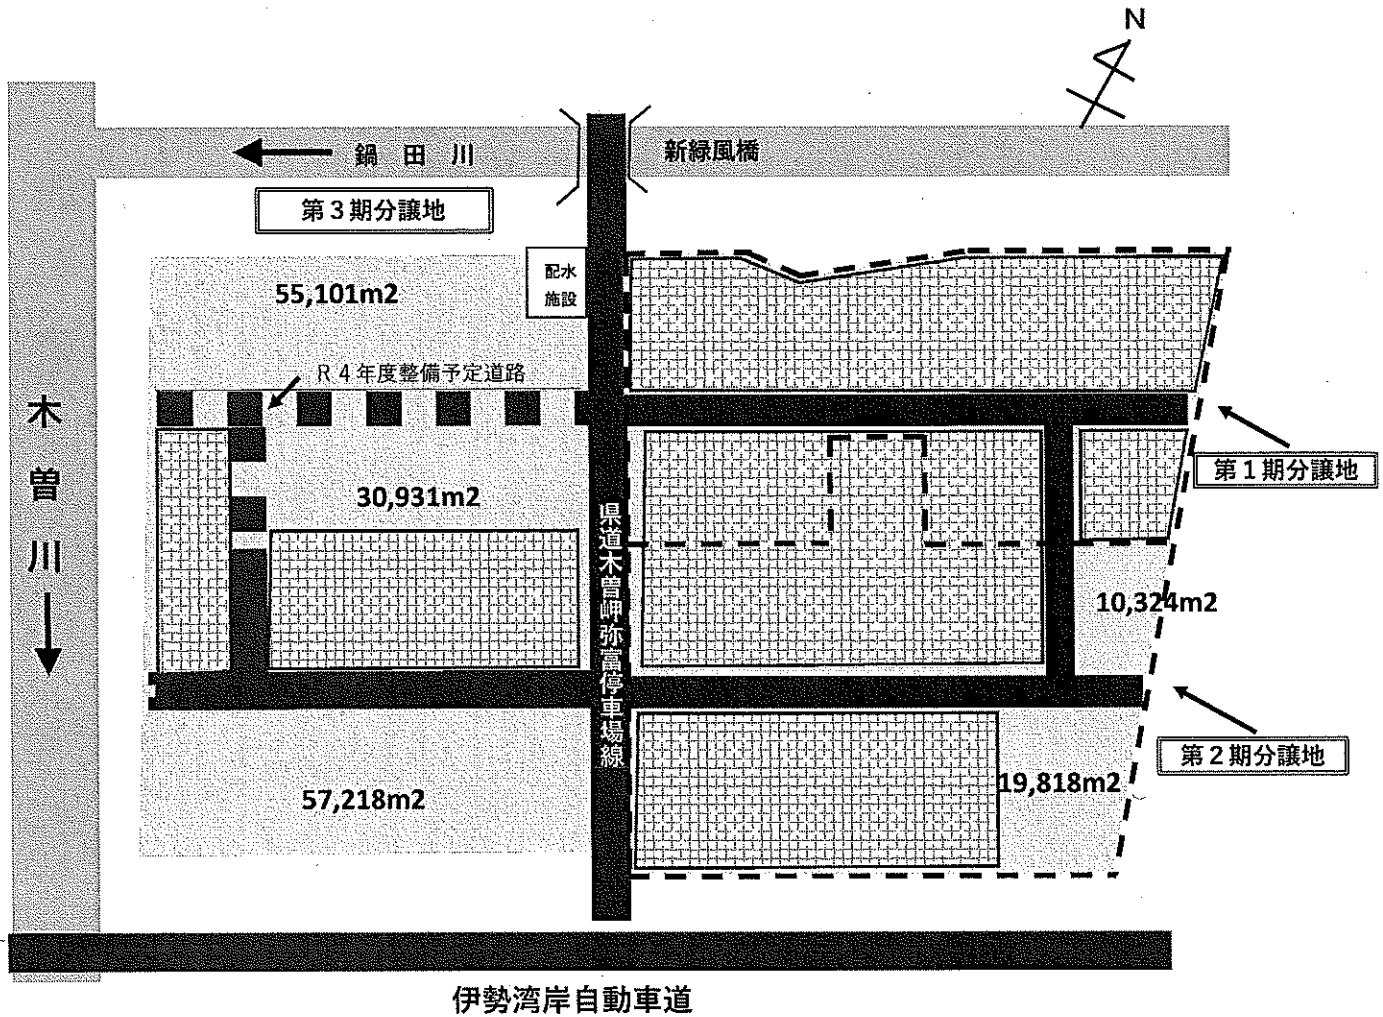 N
鍋田川
新緑風橋
第3期分譲地
配水
施設
55,101m2
R4年度整備予定道路
木曽川
30,931m2
第1期分譲地
県道木曽岬弥富停車場線
10,324m2
第2期分譲地
57,218m2
19,818m2
伊勢湾岸自動車道